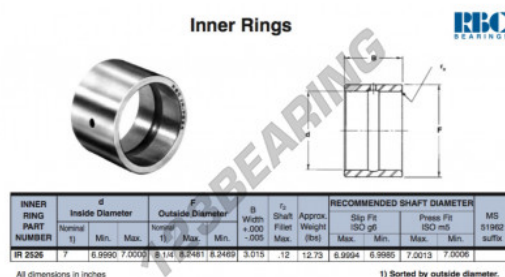 Inner Rings
RBC
BEARINGS
B
rs
d
F
INNER RING PART NUMBER
d Inside Diameter
F Outside Diameter
B Width +.000 -.005
rs Shaft Fillet Max.
Approx. Weight (lbs)
RECOMMENDED SHAFT DIAMETER
Slip Fit ISO g6
Press Fit ISO m5
MS 51962 suffix
Nominal 1) Min. Max. Nominal 1) Max. Min. Max. Min. Max. Min.
IR 2526 7 6.9990 7.0000 8 1/4 8.2481 8.2469 3.015 .12 12.73 6.9994 6.9985 7.0013 7.0006
All dimensions in inches
1) Sorted by outside diameter.
123BEARING